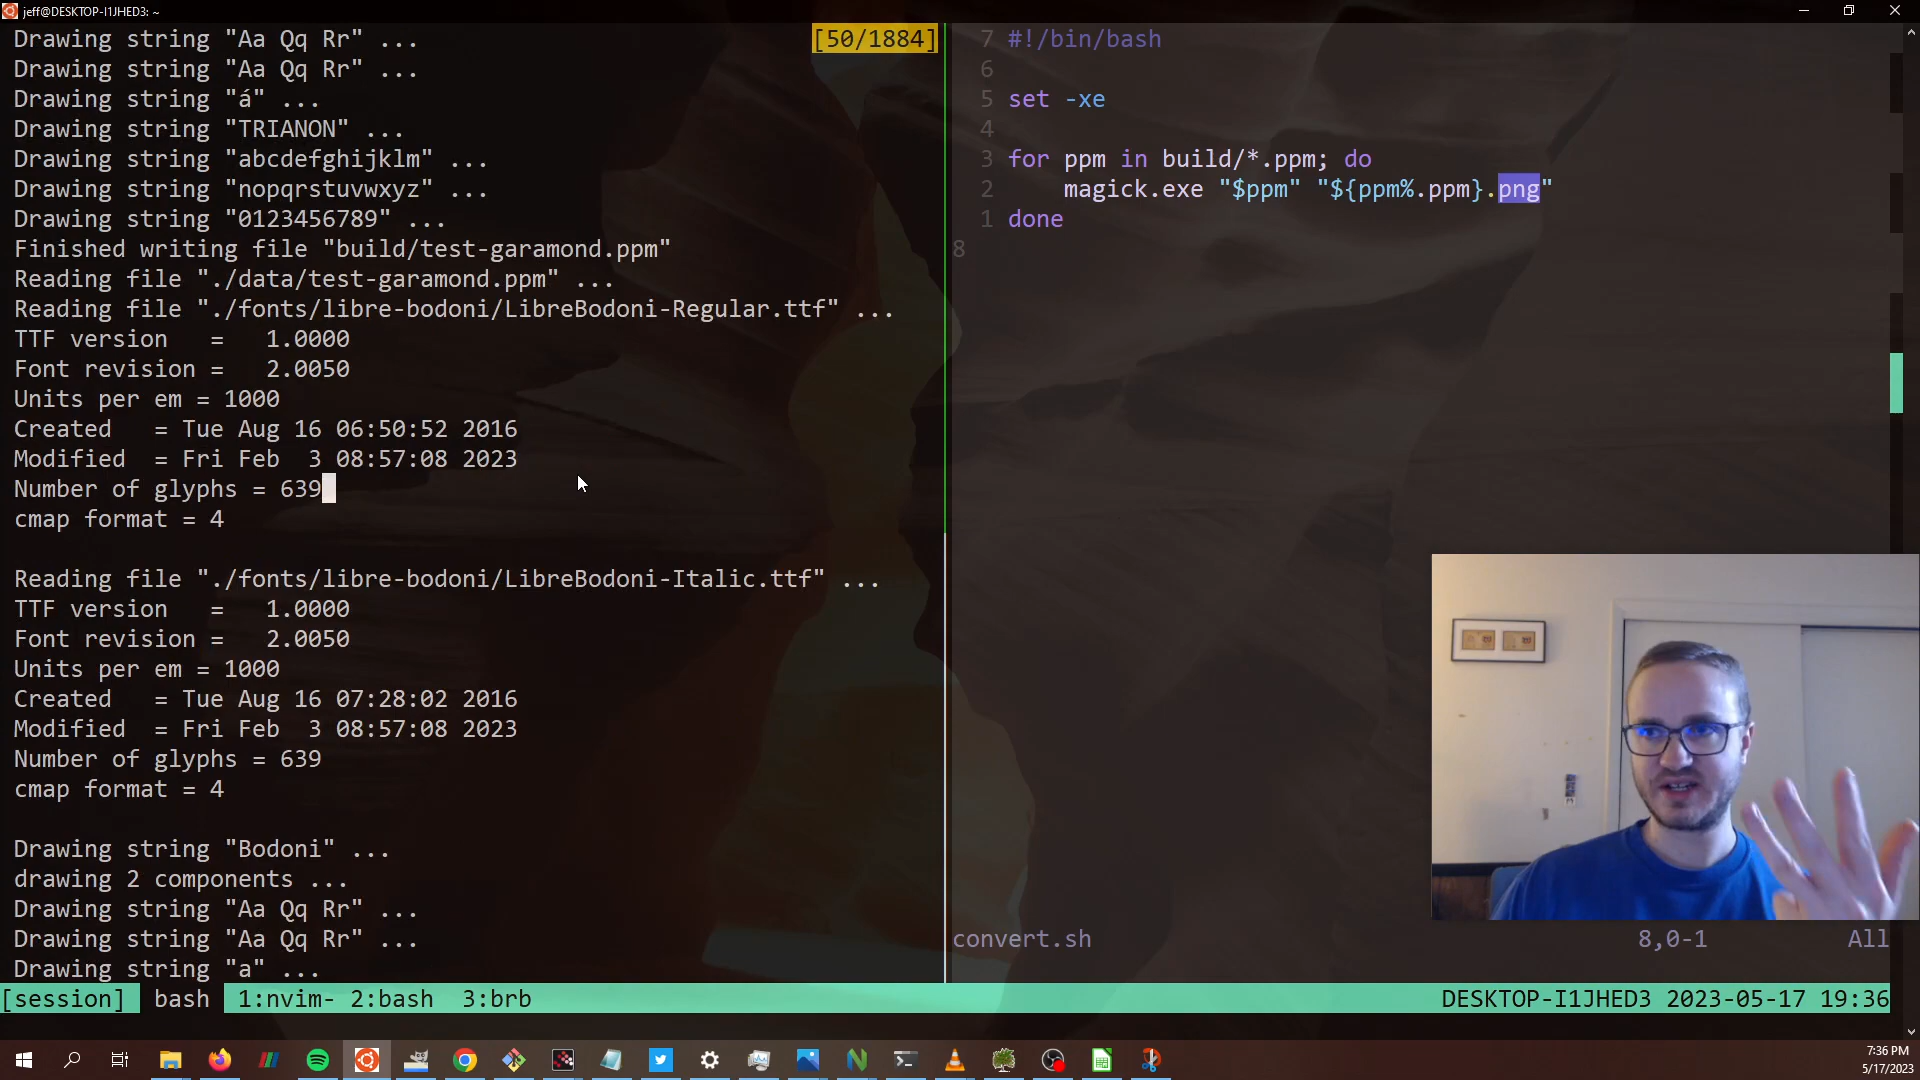 jeff@DESKTOP-I1JHED3: ~
Drawing string "Aa Qq Rr" ...
[50/1884]
Drawing string "Aa Qq Rr" ...
Drawing string "á" ...
Drawing string "TRIANON" ...
Drawing string "abcdefghijklm" ...
Drawing string "nopqrstuvwxyz" ...
Drawing string "0123456789" ...
Finished writing file "build/test-garamond.ppm"
Reading file "./data/test-garamond.ppm" ...
Reading file "./fonts/libre-bodoni/LibreBodoni-Regular.ttf" ...
TTF version   =   1.0000
Font revision =   2.0050
Units per em = 1000
Created   = Tue Aug 16 06:50:52 2016
Modified  = Fri Feb  3 08:57:08 2023
Number of glyphs = 639
cmap format = 4
Reading file "./fonts/libre-bodoni/LibreBodoni-Italic.ttf" ...
TTF version   =   1.0000
Font revision =   2.0050
Units per em = 1000
Created   = Tue Aug 16 07:28:02 2016
Modified  = Fri Feb  3 08:57:08 2023
Number of glyphs = 639
cmap format = 4
Drawing string "Bodoni" ...
drawing 2 components ...
Drawing string "Aa Qq Rr" ...
Drawing string "Aa Qq Rr" ...
Drawing string "a" ...
7 #!/bin/bash
6
5 set -xe
4
3 for ppm in build/*.ppm; do
2     magick.exe "$ppm" "${ppm%.ppm}.png"
1 done
8
convert.sh 8,0-1 All
[session] bash 1:nvim- 2:bash  3:brb DESKTOP-I1JHED3 2023-05-17 19:36
7:36 PM
5/17/2023